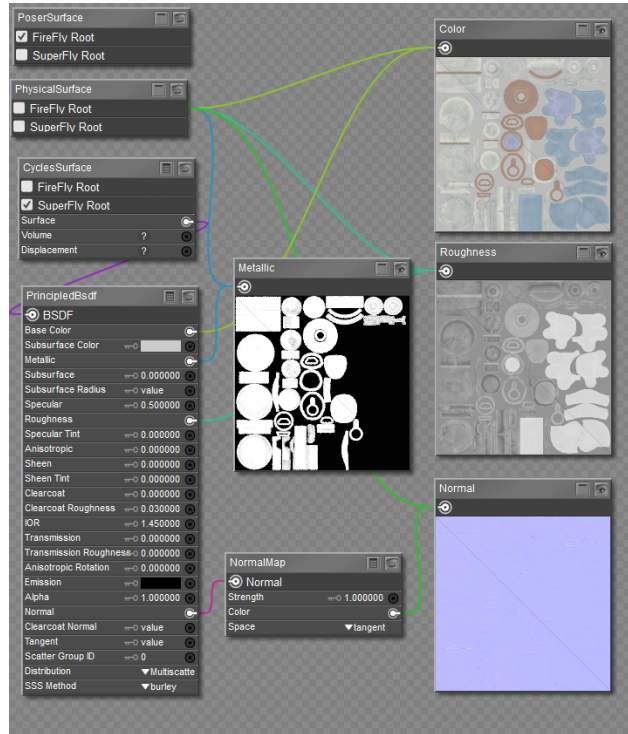 PoserSurface
FireFly Root
SuperFly Root
PhysicalSurface
FireFly Root
SuperFly Root
CyclesSurface
FireFly Root
SuperFly Root
Surface
Volume ?
Displacement ?
PrincipledBsdf
BSDF
Base Color
Subsurface Color
Metallic
Subsurface 0.000000
Subsurface Radius value
Specular 0.500000
Roughness
Specular Tint 0.000000
Anisotropic 0.000000
Sheen 0.000000
Sheen Tint 0.000000
Clearcoat 0.000000
Clearcoat Roughness 0.030000
IOR 1.450000
Transmission 0.000000
Transmission Roughness 0.000000
Anisotropic Rotation 0.000000
Emission
Alpha 1.000000
Normal
Clearcoat Normal value
Tangent value
Scatter Group ID 0
Distribution Multiscatte
SSS Method burley
Metallic
NormalMap
Normal
Strength 1.000000
Color
Space tangent
Color
Roughness
Normal